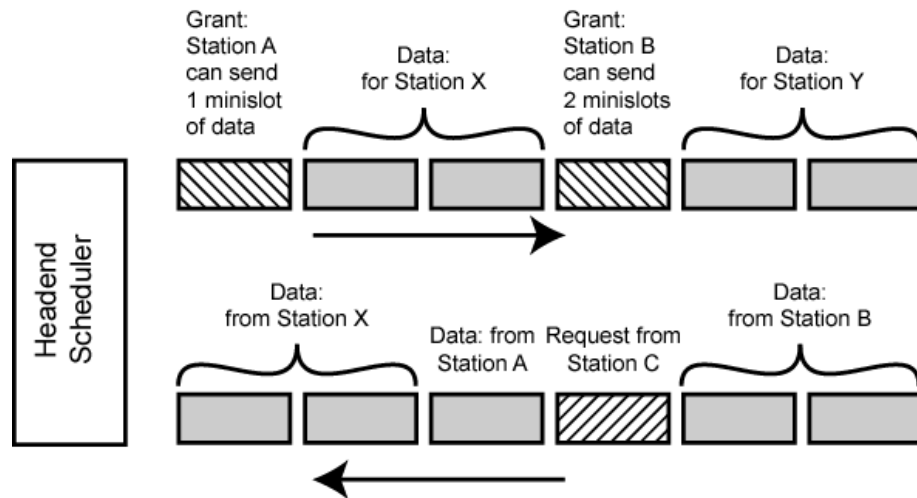 Grant:
Station A
can send
1 minislot
of data
Data:
for Station X
Grant:
Station B
can send
2 minislots
of data
Data:
for Station Y
Headend
Scheduler
Data:
from Station X
Data: from
Station A
Request from
Station C
Data:
from Station B